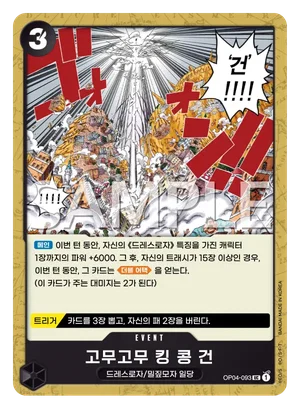 3
'건'
!!!!
!!!!
SAMPLE
메인 이번 턴 동안, 자신의 《드레스로자》 특징을 가진 캐릭터
1장까지의 파워 +6000. 그 후, 자신의 트래시가 15장 이상인 경우,
이번 턴 동안, 그 카드는 더블 어택 을 얻는다.
(이 카드가 주는 대미지는 2가 된다)
트리거 카드를 3장 뽑고, 자신의 패 2장을 버린다.
EVENT
고무고무 킹 콩 건
드레스로자/밀짚모자 일당
OP04-093 UC 1